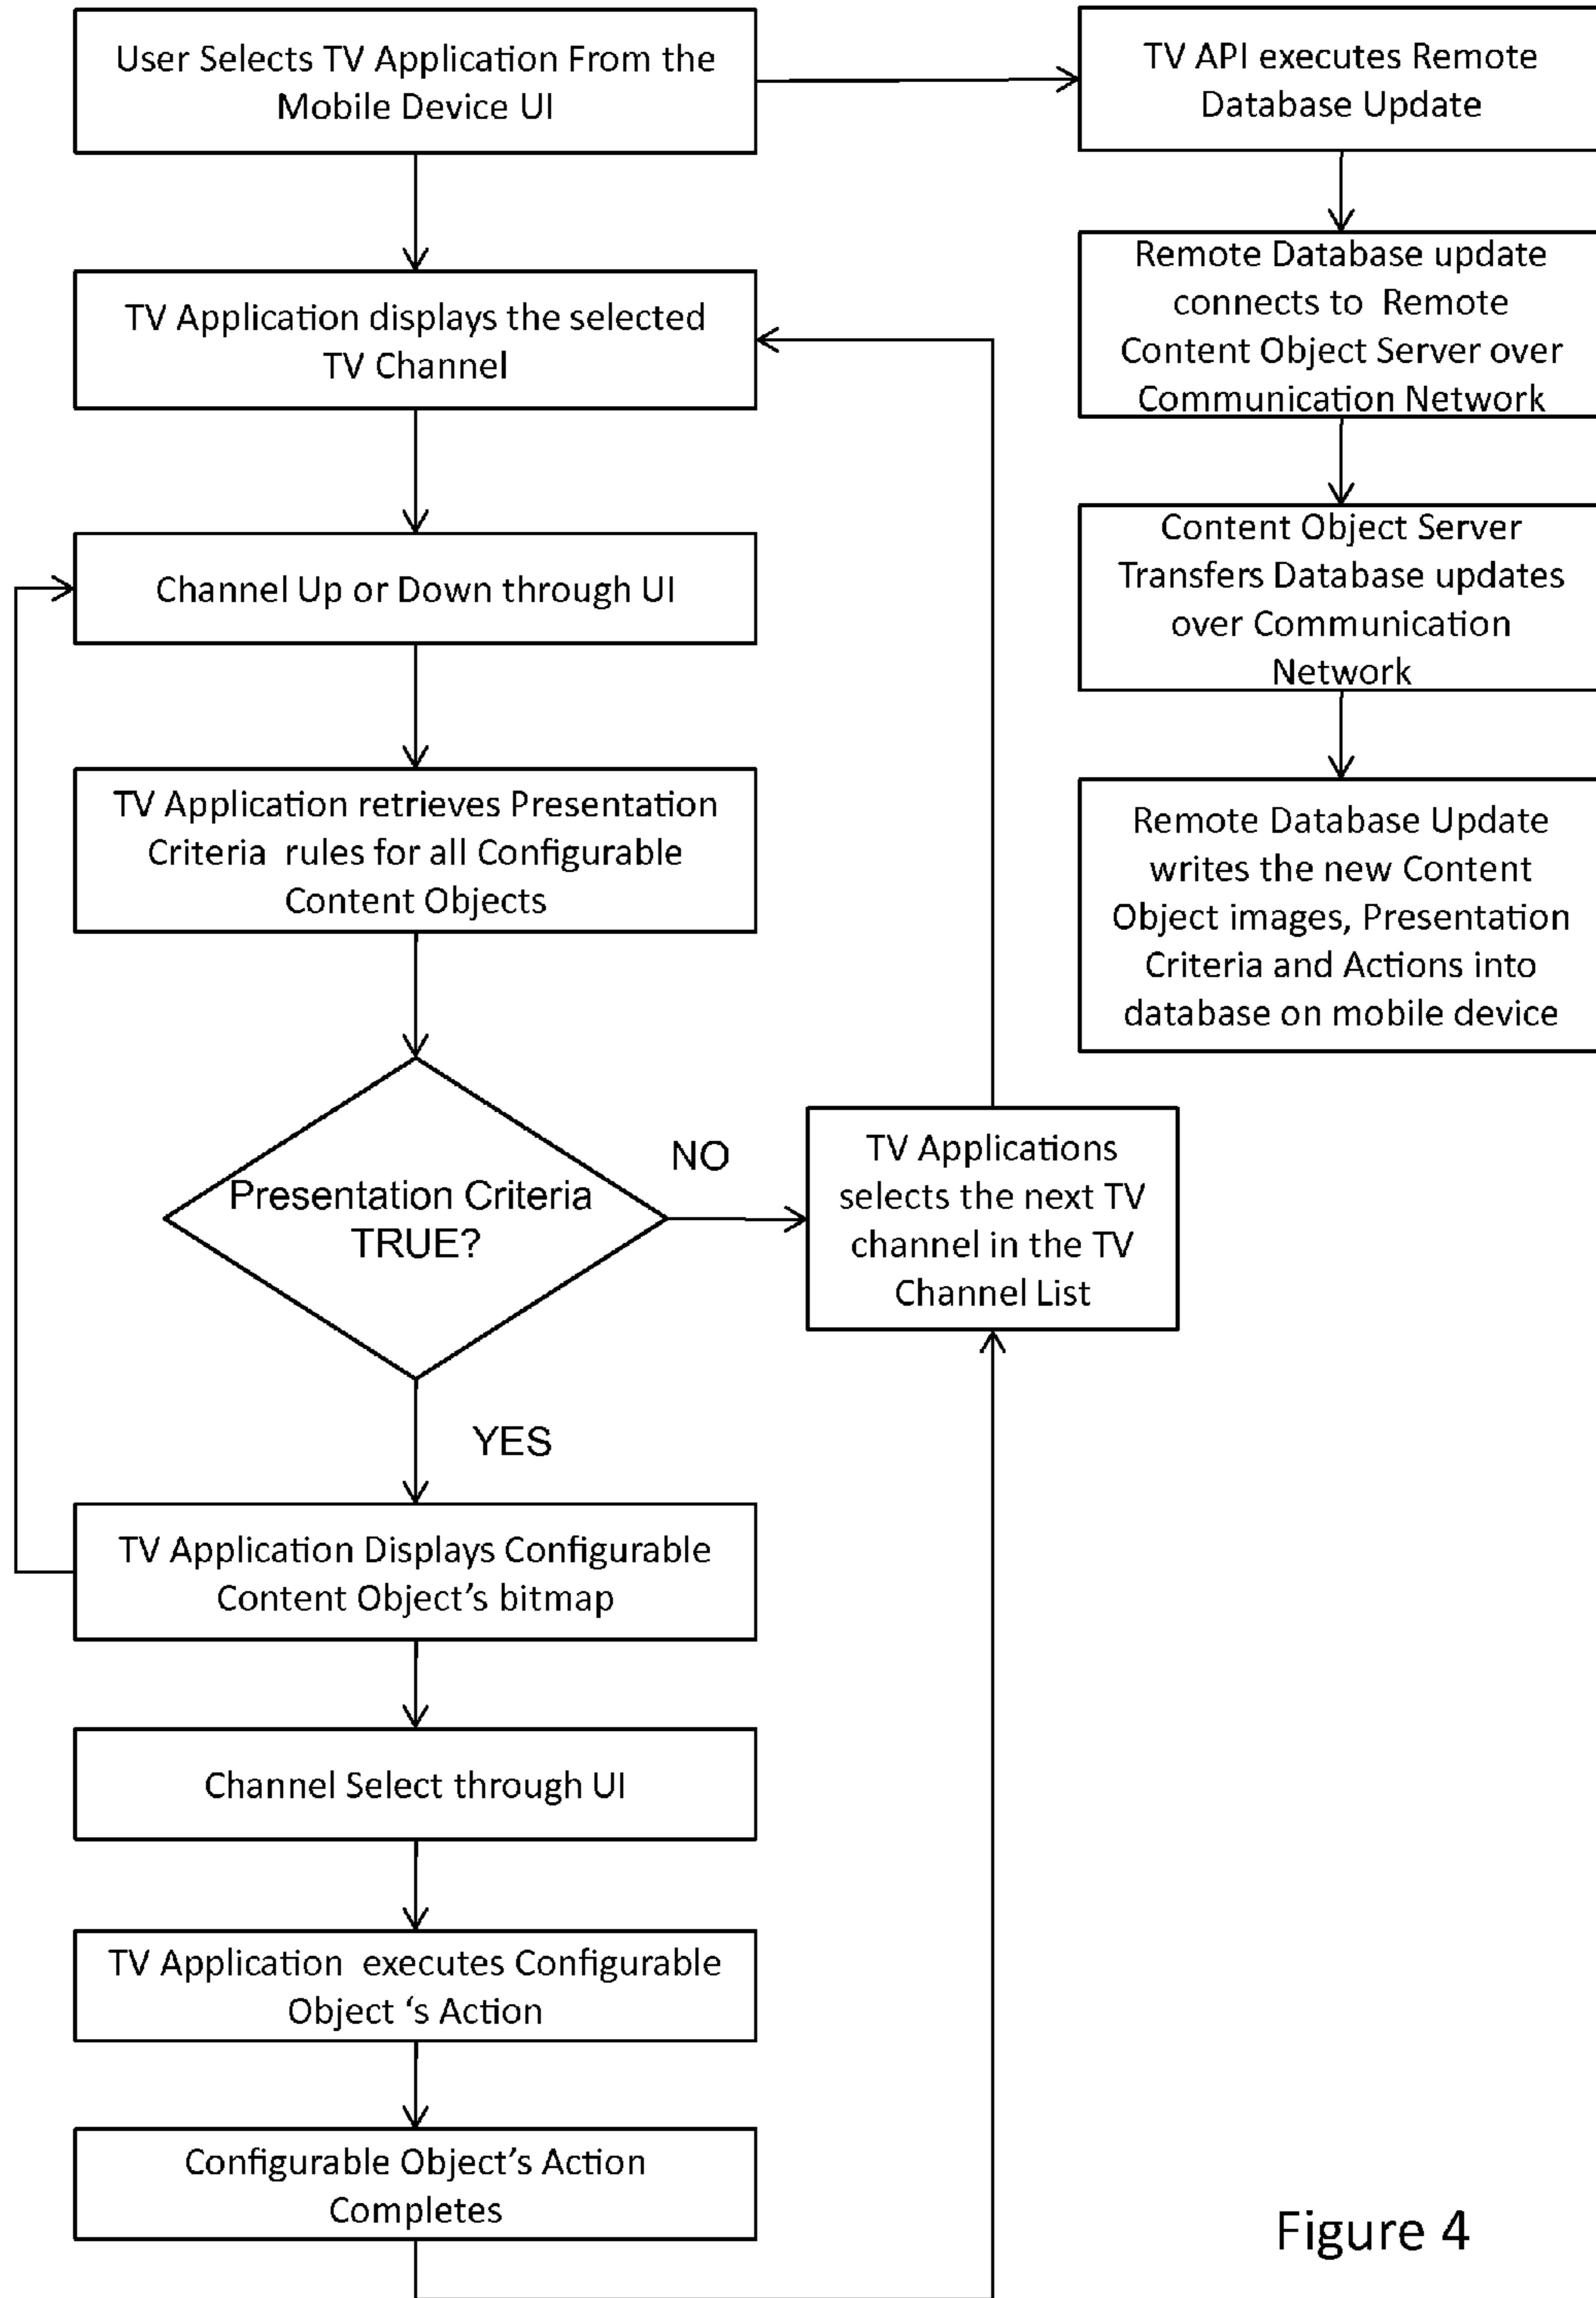 User Selects TV Application From the
Mobile Device UI
TV API executes Remote
Database Update
Remote Database update
connects to Remote
Content Object Server over
Communication Network
TV Application displays the selected
TV Channel
Content Object Server
Transfers Database updates
over Communication
Network
Channel Up or Down through UI
TV Application retrieves Presentation
Criteria rules for all Configurable
Content Objects
Remote Database Update
writes the new Content
Object images, Presentation
Criteria and Actions into
database on mobile device
Presentation Criteria
TRUE?
NO
TV Applications
selects the next TV
channel in the TV
Channel List
YES
TV Application Displays Configurable
Content Object’s bitmap
Channel Select through UI
TV Application executes Configurable
Object ‘s Action
Configurable Object’s Action
Completes
Figure 4